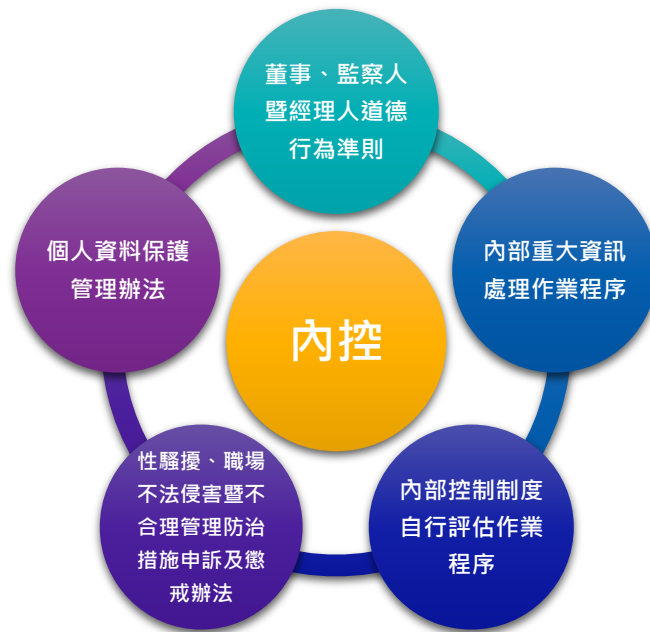 董事、監察人
暨經理人道德
行為準則
內部重大資訊
處理作業程序
內部控制制度
自行評估作業
程序
性騷擾、職場
不法侵害暨不
合理管理防治
措施申訴及懲
戒辦法
個人資料保護
管理辦法
內控